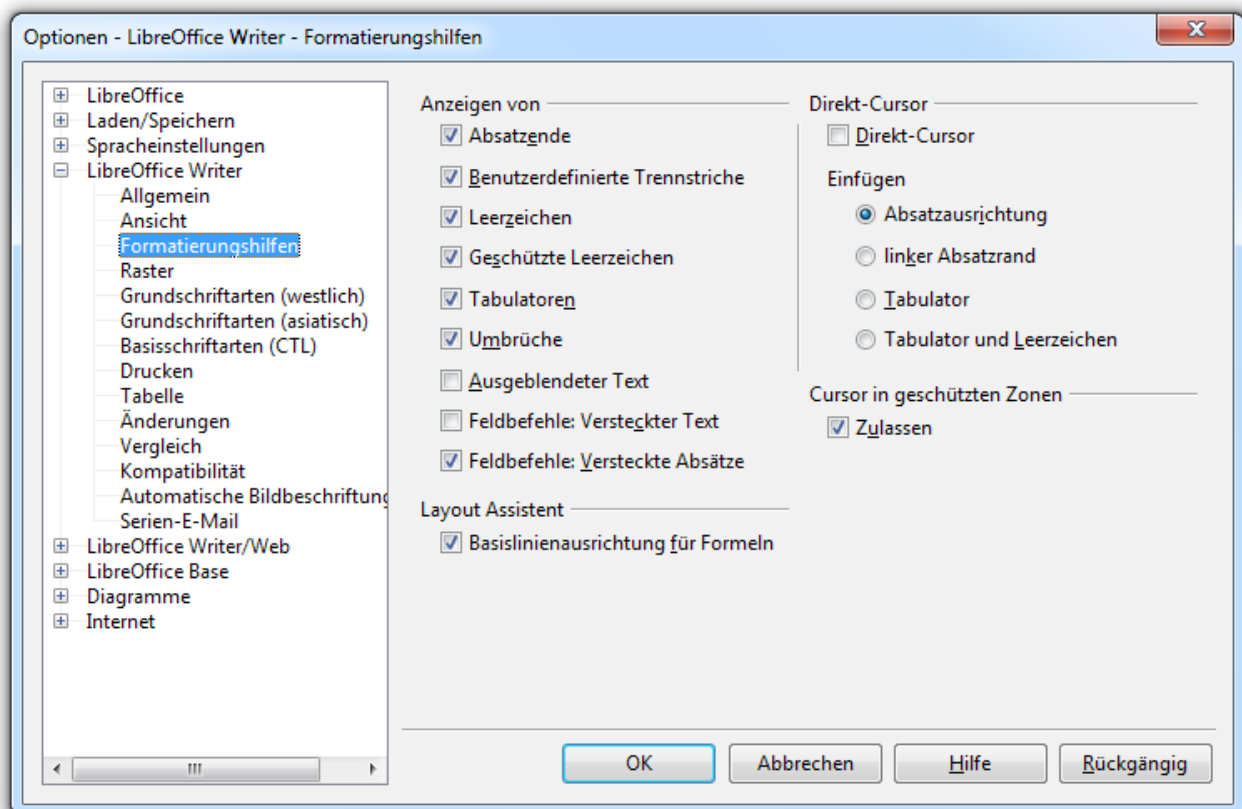 Optionen - LibreOffice Writer - Formatierungshilfen
LibreOffice
Laden/Speichern
Spracheinstellungen
LibreOffice Writer
Allgemein
Ansicht
Formatierungshilfen
Raster
Grundschriftarten (westlich)
Grundschriftarten (asiatisch)
Basisschriftarten (CTL)
Drucken
Tabelle
Änderungen
Vergleich
Kompatibilität
Automatische Bildbeschriftung
Serien-E-Mail
LibreOffice Writer/Web
LibreOffice Base
Diagramme
Internet
Anzeigen von
Absatzende
Benutzerdefinierte Trennstriche
Leerzeichen
Geschützte Leerzeichen
Tabulatoren
Umbrüche
Ausgeblendeter Text
Feldbefehle: Versteckter Text
Feldbefehle: Versteckte Absätze
Layout Assistent
Basislinienausrichtung für Formeln
Direkt-Cursor
Direkt-Cursor
Einfügen
Absatzausrichtung
linker Absatzrand
Tabulator
Tabulator und Leerzeichen
Cursor in geschützten Zonen
Zulassen
OK
Abbrechen
Hilfe
Rückgängig